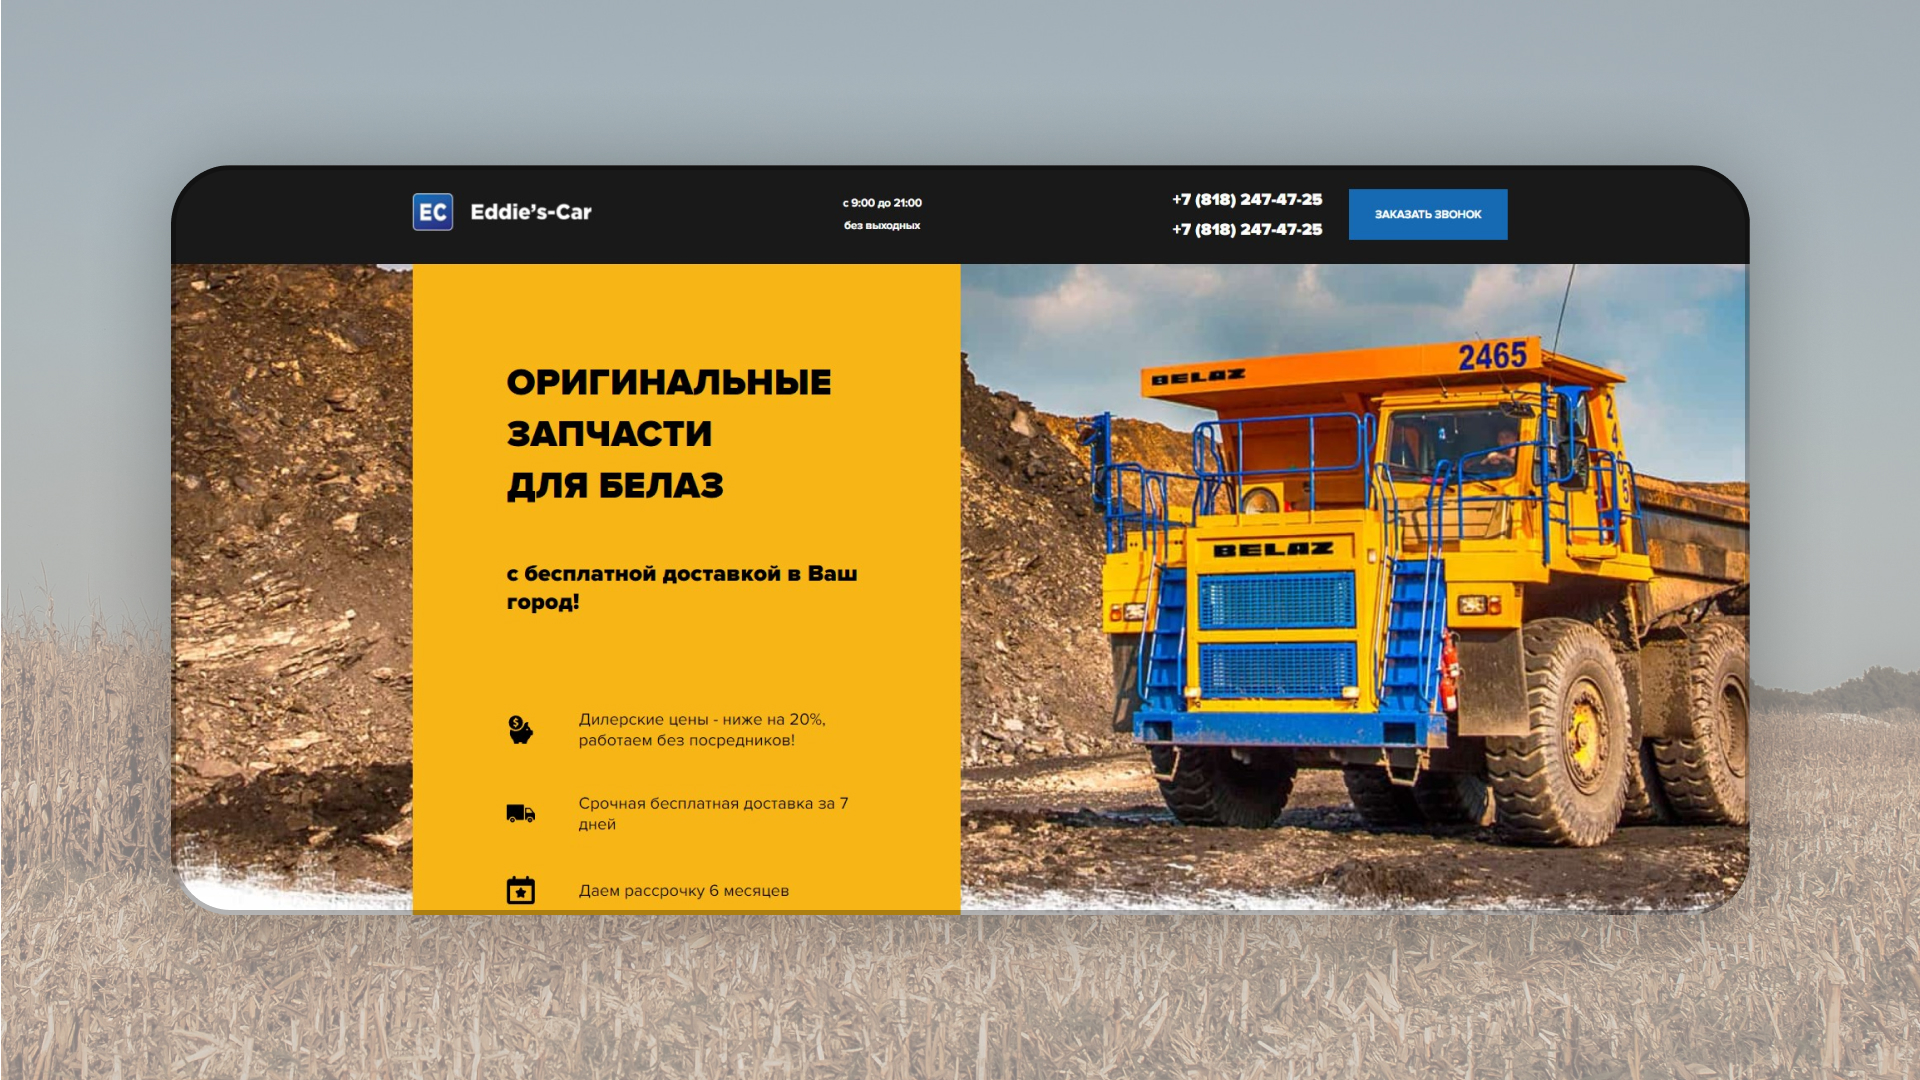 EC Eddie’s-Car
с 9:00 до 21:00
без выходных
+7 (818) 247-47-25
+7 (818) 247-47-25
ЗАКАЗАТЬ ЗВОНОК
ОРИГИНАЛЬНЫЕ
ЗАПЧАСТИ
ДЛЯ БЕЛАЗ
с бесплатной доставкой в Ваш
город!
Дилерские цены - ниже на 20%,
работаем без посредников!
Срочная бесплатная доставка за 7
дней
Даем рассрочку 6 месяцев
BELAZ
2465
2465
BELAZ